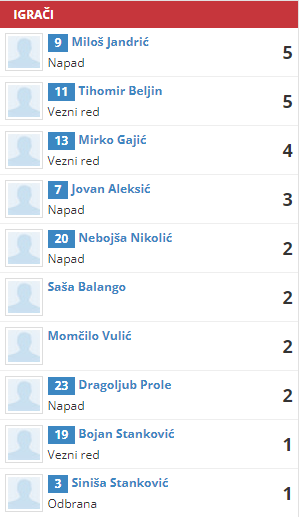 IGRAČI
9 Miloš Jandrić
Napad
5
11 Tihomir Beljin
Vezni red
5
13 Mirko Gajić
Vezni red
4
7 Jovan Aleksić
Napad
3
20 Nebojša Nikolić
Napad
2
Saša Balango
2
Momčilo Vulić
2
23 Dragoljub Prole
Napad
2
19 Bojan Stanković
Vezni red
1
3 Siniša Stanković
Odbrana
1